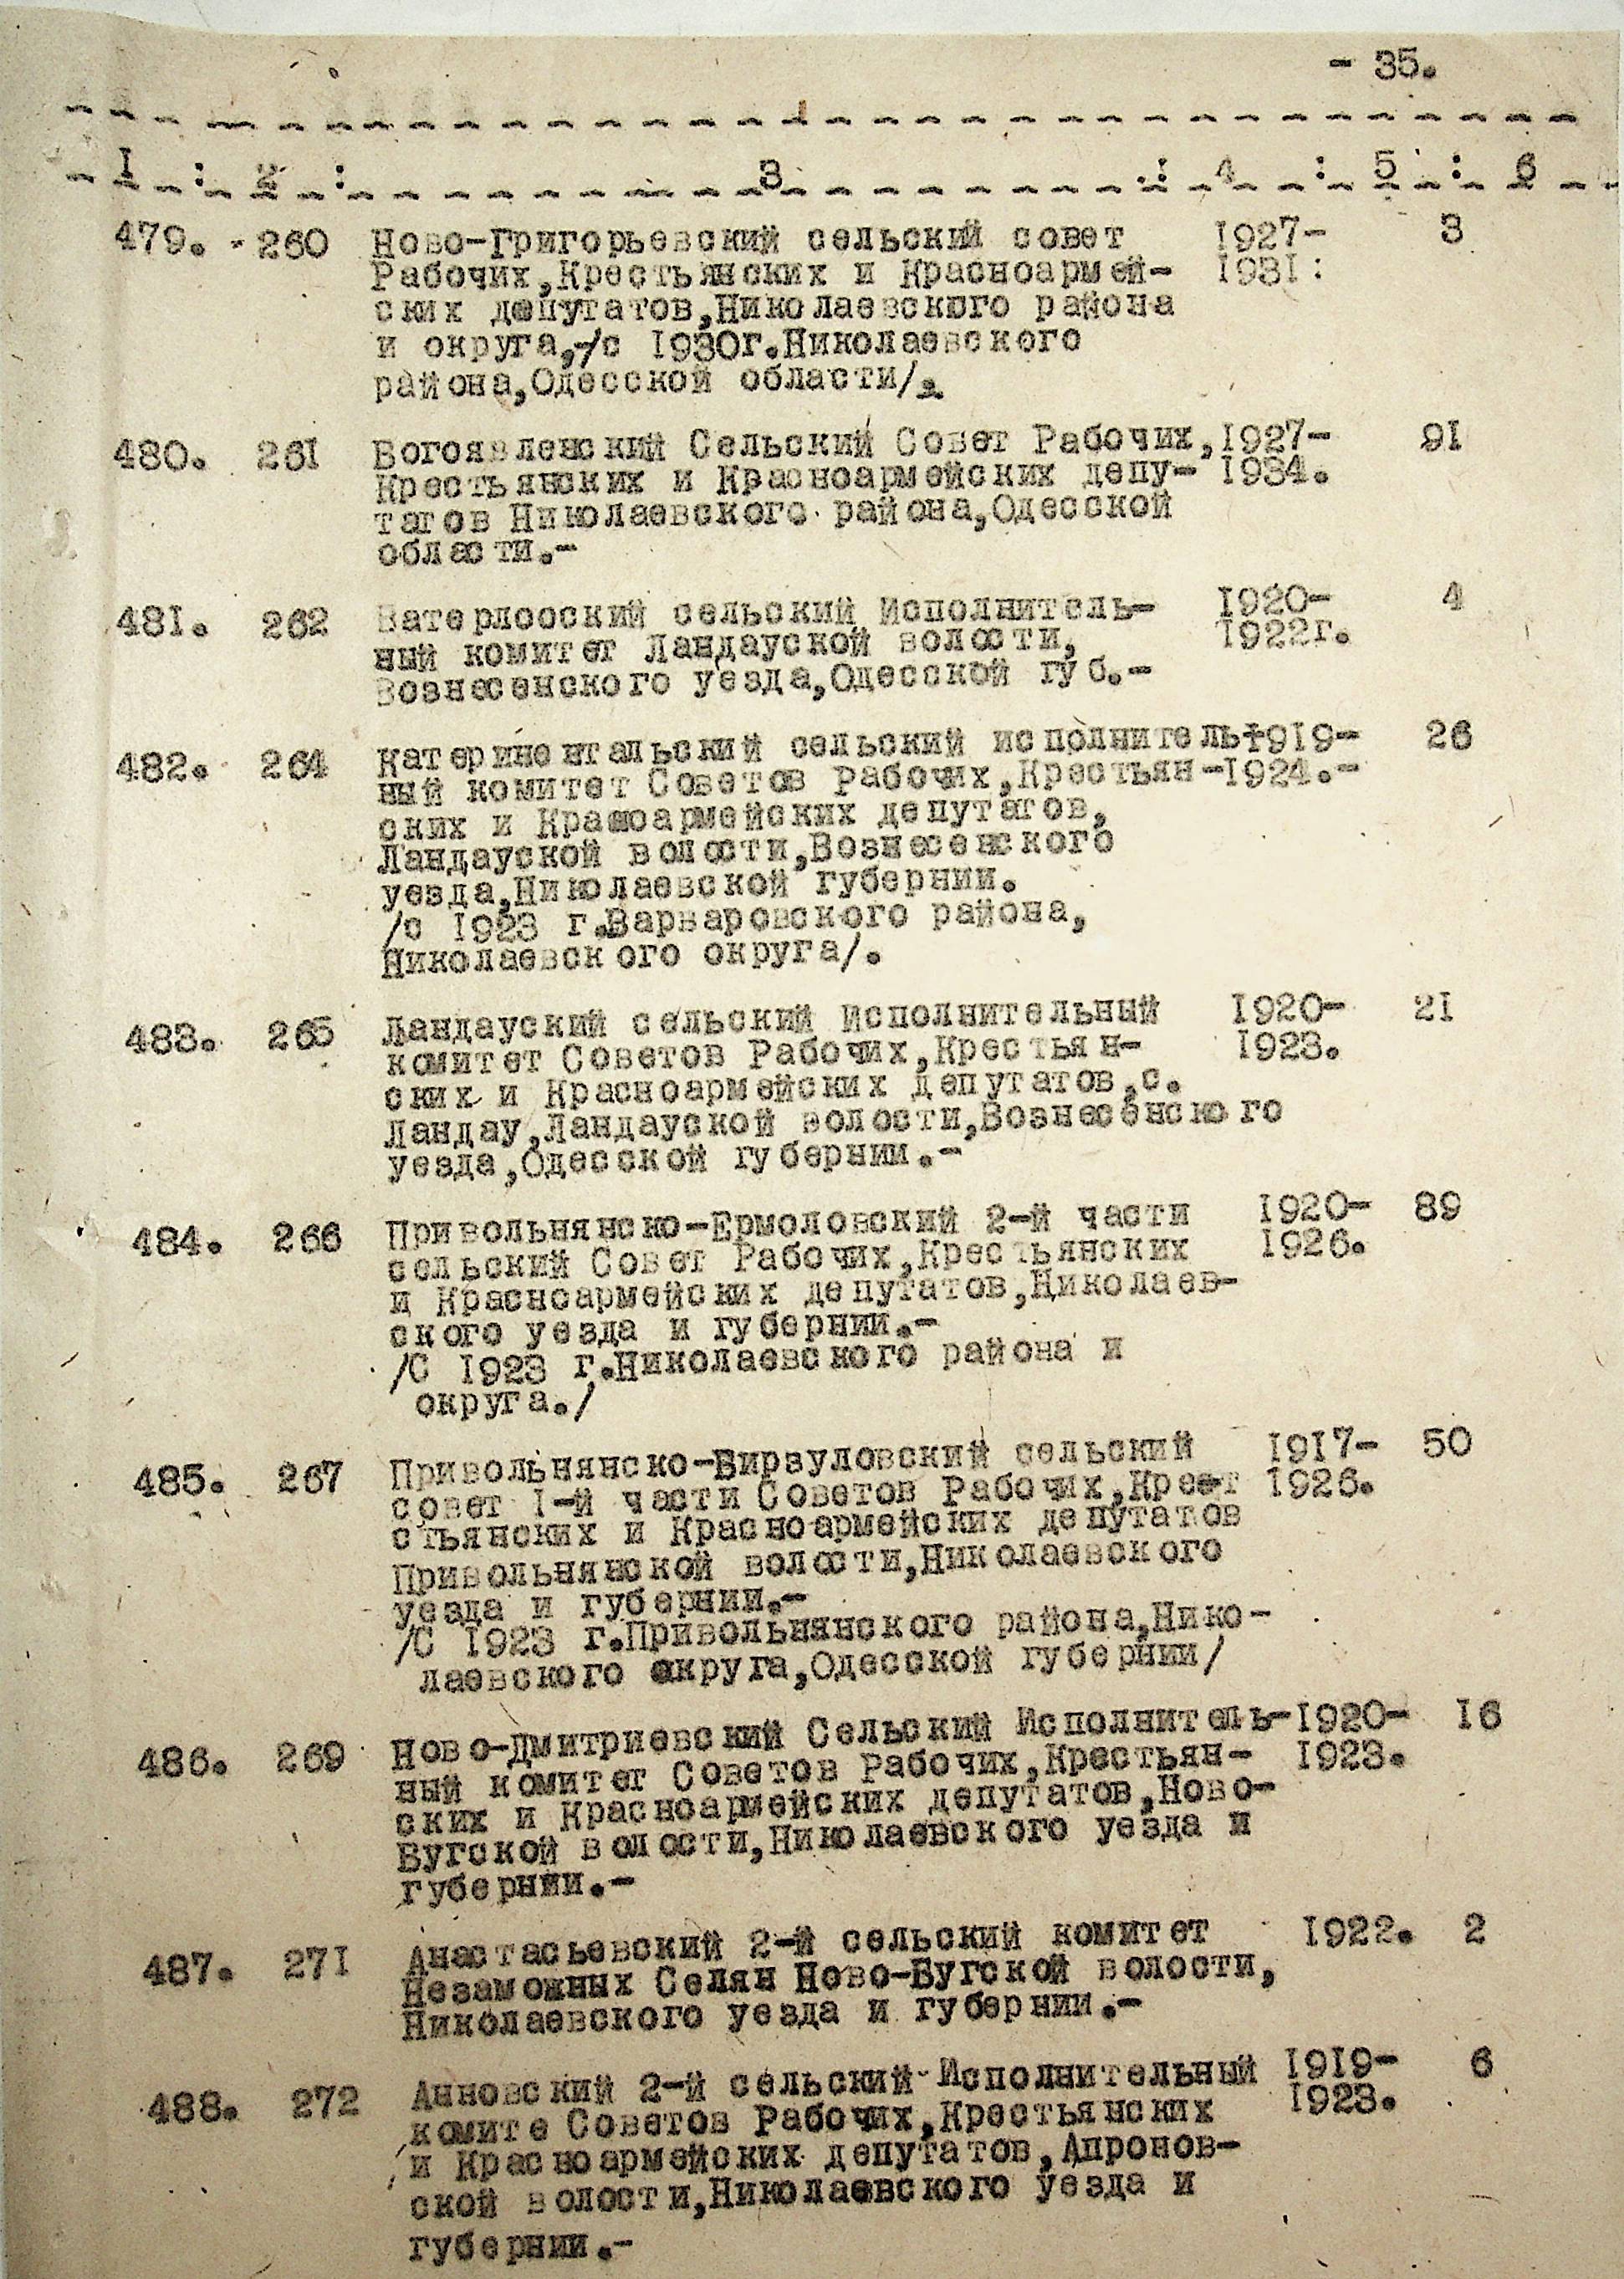 - 35.
1 : 2 : 3 : 4 : 5 : 6
479. - 260 Ново-Григорьевский сельский совет 1927- 3
Рабочих,Крестьянских и Красноармей- 1931:
ских депутатов,Николаевского района
и округа,-/с 1930г.Николаевского
района,Одесской области/.
480. 261 Богоявленский Сельский Совет Рабочих, 1927- 91
Крестьянских и Красноармейских депу- 1934.
татов Николаевского района,Одесской
области.-
481. 262 Ватерлооский сельский Исполнитель- 1920- 4
ный комитет Ландауской волости, 1922г.
Вознесенского уезда,Одесской губ.-
482. 264 Катеринентальский сельский исполнитель-1919- 26
ный комитет Советов Рабочих,Крестьян-1924.-
ских и Красноармейских депутатов,
Ландауской волости,Вознесенского
уезда,Николаевской губернии.
/с 1923 г.Варваровского района,
Николаевского округа/.
483. 265 Ландауский сельский Исполнительный 1920- 21
комитет Советов Рабочих,Крестьян- 1923.
ских и Красноармейских депутатов,с.
Ландау,Ландауской волости,Вознесенского
уезда,Одесской губернии.-
484. 266 Привольнянско-Ермоловский 2-й части 1920- 89
сельский Совет Рабочих,Крестьянских 1926.
и Красноармейских депутатов,Николаев-
ского уезда и губернии.-
/С 1923 г.Николаевского района и
округа./
485. 267 Привольнянско-Вирзуловский сельский 1917- 50
совет 1-й части Советов Рабочих,Крест 1926.
стьянских и Красноармейских депутатов
Привольнянской волости,Николаевского
уезда и губернии.-
/С 1923 г.Привольнянского района,Нико-
лаевского округа,Одесской губернии/
486. 269 Ново-Дмитриевский Сельский Исполнитель-1920- 16
ный комитет Советов Рабочих,Крестьян- 1923.
ских и Красноармейских депутатов,Ново-
Бугской волости,Николаевского уезда и
губернии.-
487. 271 Анастасьевский 2-й сельский комитет 1922. 2
Незаможных Селян Ново-Бугской волости,
Николаевского уезда и губернии.-
488. 272 Анновский 2-й сельский Исполнительный 1919- 6
комите Советов Рабочих,Крестьянских 1923.
и Красноармейских депутатов,Апронов-
ской волости,Николаевского уезда и
губернии.-